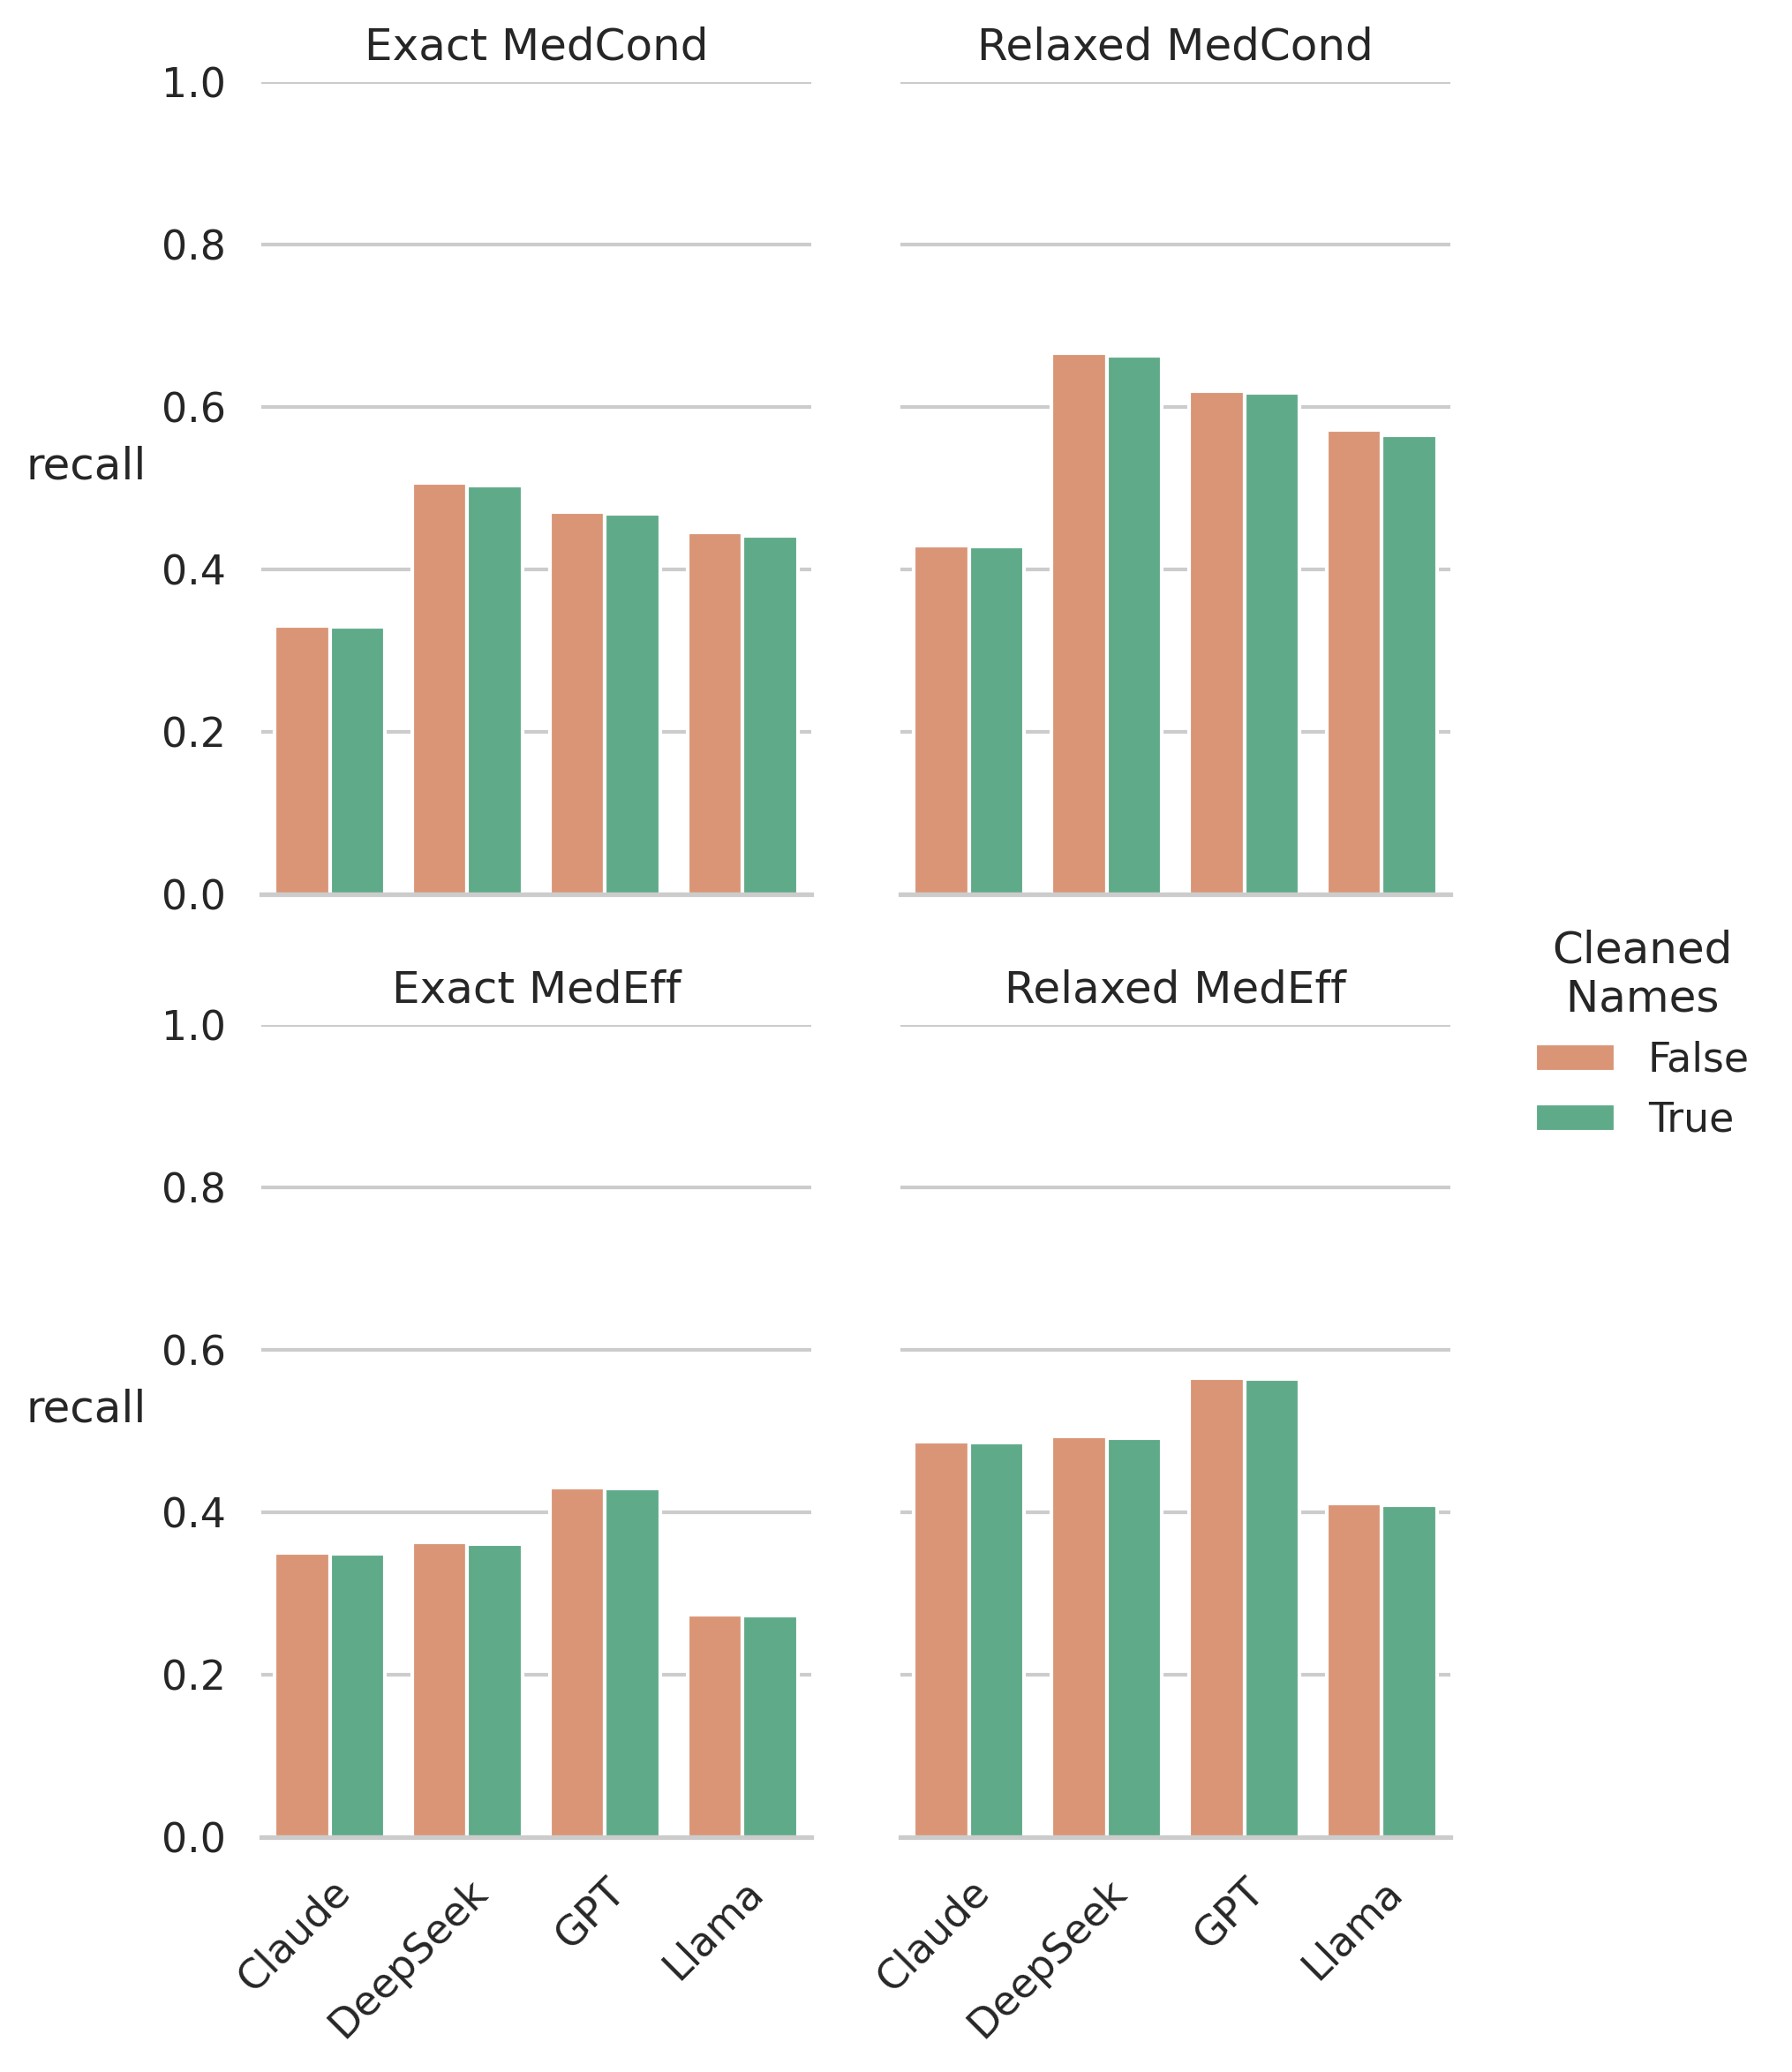 Exact MedCond
Relaxed MedCond
1.0
0.8
0.6
recall
0.4
0.2
0.0
Exact MedEff
Relaxed MedEff
1.0
0.8
0.6
recall
0.4
0.2
0.0
Claude
DeepSeek
GPT
Llama
Claude
DeepSeek
GPT
Llama
Cleaned
Names
False
True